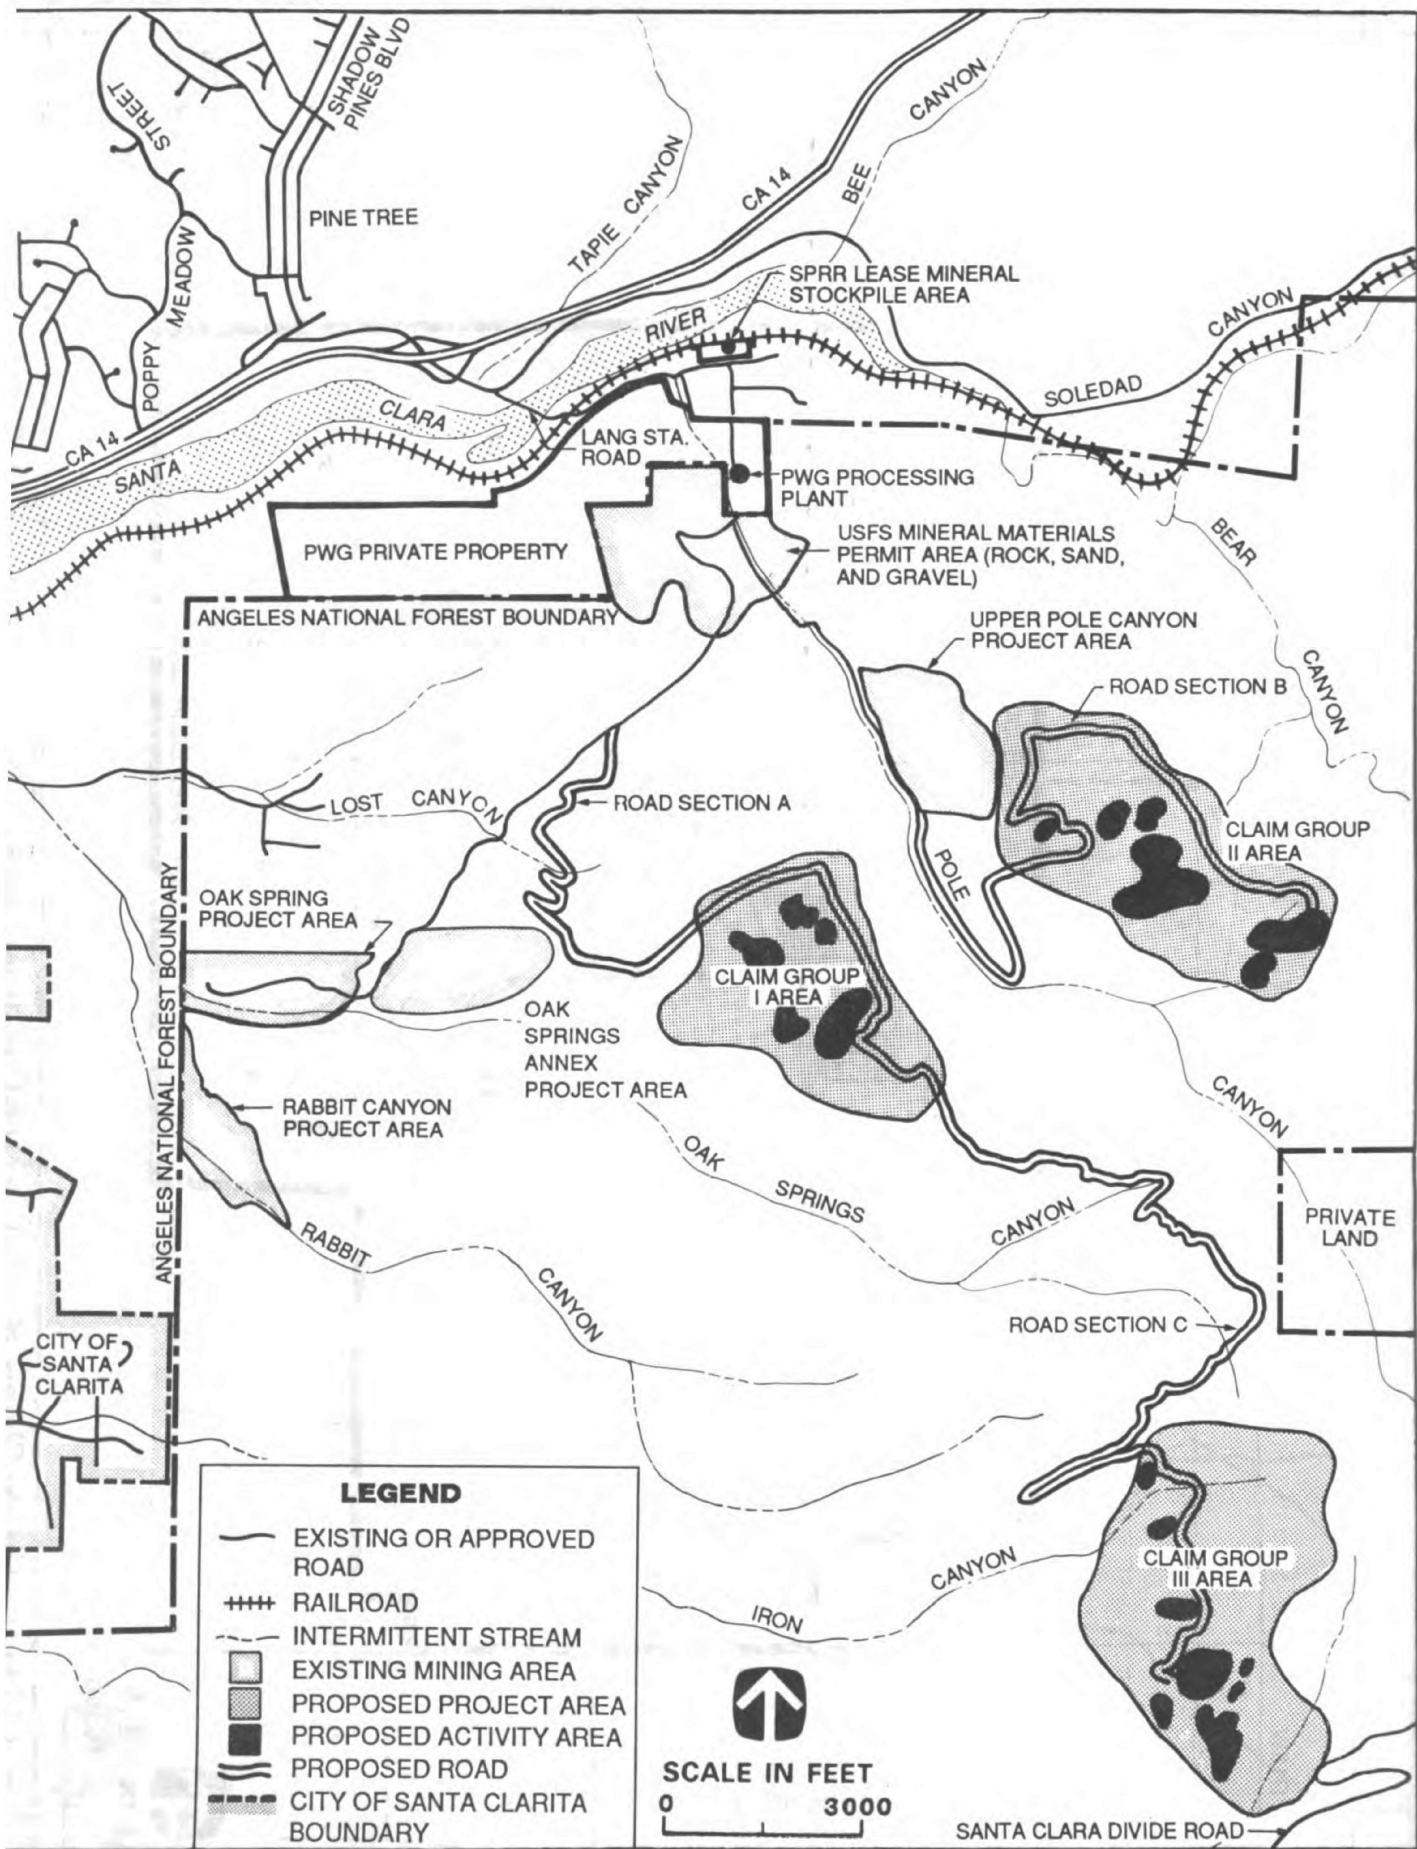 STREET
SHADOW
PINES BLVD
PINE TREE
MEADOW
POPPY
TAPIE CANYON
CA 14
BEE
CANYON
SPRR LEASE MINERAL
STOCKPILE AREA
RIVER
CANYON
SOLEDAD
CLARA
CA 14
SANTA
LANG STA.
ROAD
PWG PROCESSING
PLANT
PWG PRIVATE PROPERTY
USFS MINERAL MATERIALS
PERMIT AREA (ROCK, SAND,
AND GRAVEL)
BEAR
CANYON
ANGELES NATIONAL FOREST BOUNDARY
UPPER POLE CANYON
PROJECT AREA
ROAD SECTION B
LOST CANYON
ROAD SECTION A
CLAIM GROUP
II AREA
POLE
CANYON
OAK SPRING
PROJECT AREA
ANGELES NATIONAL FOREST BOUNDARY
CLAIM GROUP
I AREA
OAK
SPRINGS
ANNEX
PROJECT AREA
RABBIT CANYON
PROJECT AREA
OAK
SPRINGS
CANYON
PRIVATE
LAND
RABBIT
CANYON
ROAD SECTION C
CITY OF
SANTA
CLARITA
CLAIM GROUP
III AREA
CANYON
IRON
LEGEND
EXISTING OR APPROVED
ROAD
RAILROAD
INTERMITTENT STREAM
EXISTING MINING AREA
PROPOSED PROJECT AREA
PROPOSED ACTIVITY AREA
PROPOSED ROAD
CITY OF SANTA CLARITA
BOUNDARY
SCALE IN FEET
0 3000
SANTA CLARA DIVIDE ROAD